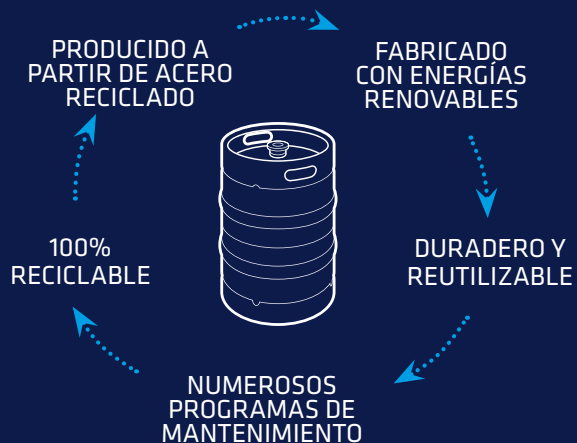 PRODUCIDO A
PARTIR DE ACERO
RECICLADO
FABRICADO
CON ENERGÍAS
RENOVABLES
DURADERO Y
REUTILIZABLE
NUMEROSOS
PROGRAMAS DE
MANTENIMIENTO
100%
RECICLABLE